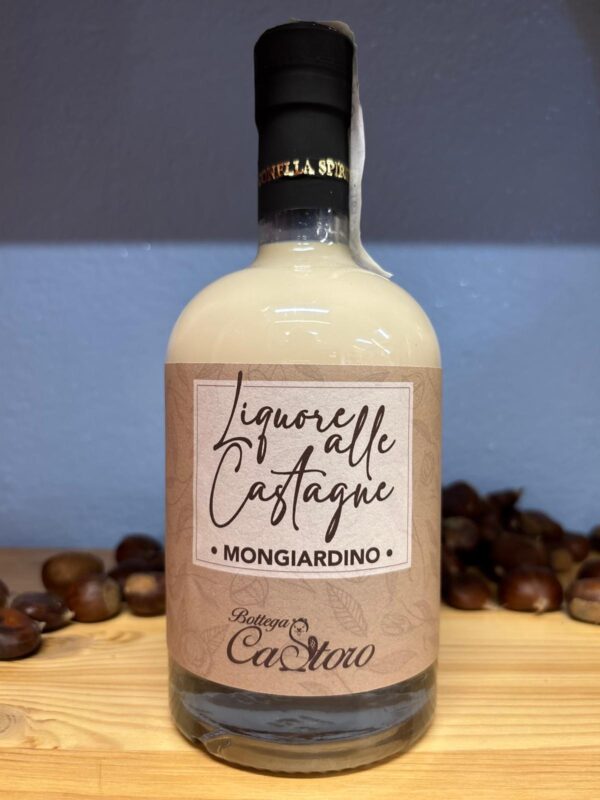 Liquore alle
Castagne
• MONGIARDINO •
Bottega
Castoro